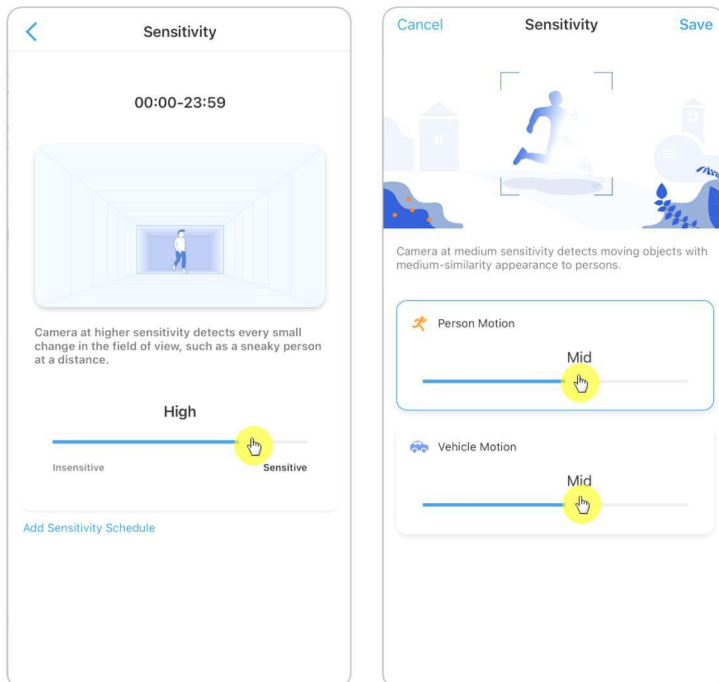 Sensitivity
00:00-23:59
Camera at higher sensitivity detects every small
change in the field of view, such as a sneaky person
at a distance.
High
Insensitive
Sensitive
Add Sensitivity Schedule
Cancel
Sensitivity
Save
Camera at medium sensitivity detects moving objects with
medium-similarity appearance to persons.
Person Motion
Mid
Vehicle Motion
Mid